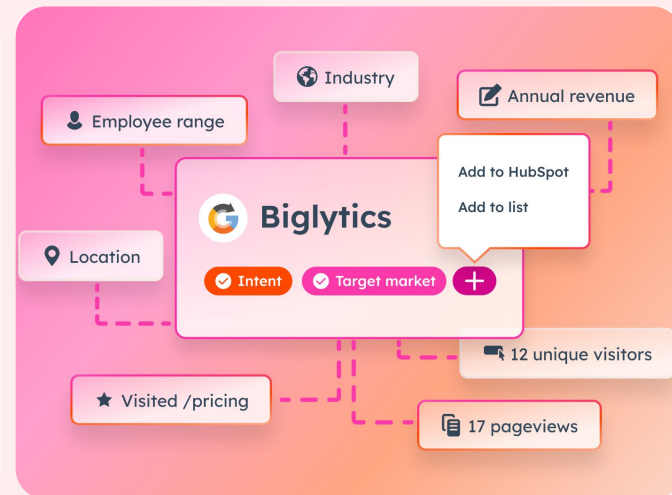 Industry
Annual revenue
Employee range
Add to HubSpot
Add to list
Biglytics
Location
Intent
Target market
12 unique visitors
Visited /pricing
17 pageviews